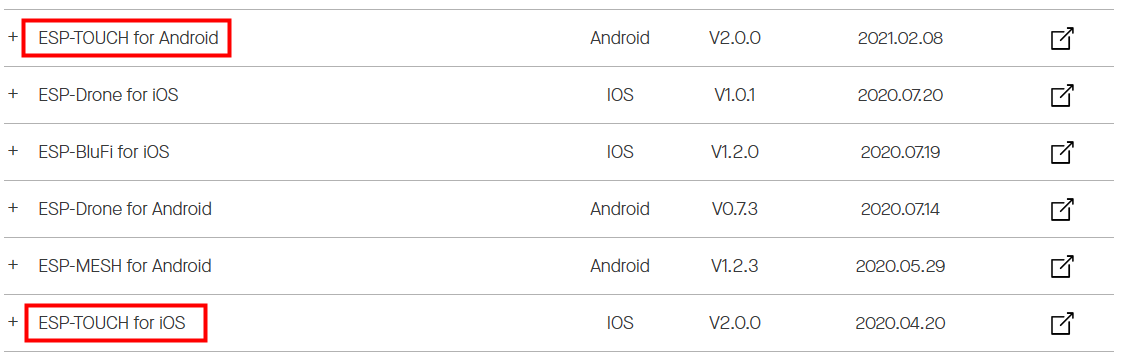 + ESP-TOUCH for Android Android V2.0.0 2021.02.08
+ ESP-Drone for iOS IOS V1.0.1 2020.07.20
+ ESP-BluFi for iOS IOS V1.2.0 2020.07.19
+ ESP-Drone for Android Android V0.7.3 2020.07.14
+ ESP-MESH for Android Android V1.2.3 2020.05.29
+ ESP-TOUCH for iOS IOS V2.0.0 2020.04.20